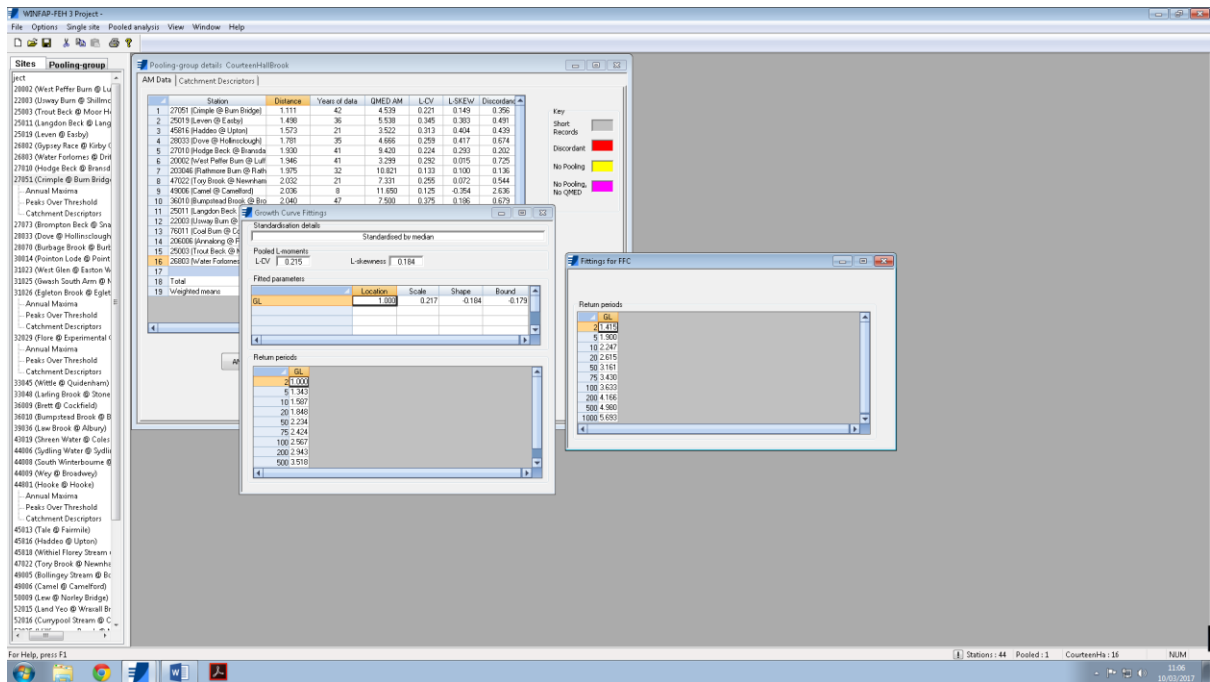 WINFAP-FEH 3 Project -
File Options Single site Pooled analysis View Window Help
Sites Pooling-group
ject
20002 (West Peffer Burn @ Lu
22003 (Usway Burn @ Shillmo
25003 (Trout Beck @ Moor Ho
25011 (Langdon Beck @ Lang
25019 (Leven @ Easby)
26802 (Gypsey Race @ Kirby G
26803 (Water Forlornes @ Drif
27010 (Hodge Beck @ Bransd
27051 (Crimple @ Burn Bridge
Annual Maxima
Peaks Over Threshold
Catchment Descriptors
27073 (Brompton Beck @ Sna
28033 (Dove @ Hollinsclough
28070 (Burbage Brook @ Burb
30014 (Pointon Lode @ Point
31023 (West Glen @ Easton W
31025 (Gwash South Arm @ M
31026 (Egleton Brook @ Eglet
Annual Maxima
Peaks Over Threshold
Catchment Descriptors
32029 (Flore @ Experimental C
Annual Maxima
Peaks Over Threshold
Catchment Descriptors
33045 (Wittle @ Quidenham)
33048 (Larling Brook @ Stone
36009 (Brett @ Cockfield)
36010 (Bumpstead Brook @ B
39036 (Law Brook @ Albury)
43019 (Shreen Water @ Coles
44006 (Sydling Water @ Sydli
44008 (South Winterbourne @
44009 (Wey @ Broadwey)
44801 (Hooke @ Hooke)
Annual Maxima
Peaks Over Threshold
Catchment Descriptors
45013 (Tale @ Fairmile)
45816 (Haddeo @ Upton)
45818 (Withiel Florey Stream
47022 (Tory Brook @ Newnha
49005 (Bollingey Stream @ Bo
49006 (Camel @ Camelford)
50009 (Lew @ Norley Bridge)
52015 (Land Yeo @ Wraxall Br
52016 (Currypool Stream @ C
Pooling-group details CourteenHallBrook
AM Data Catchment Descriptors
Station Distance Years of data QMED AM L-CV L-SKEW Discordanc
1 27051 (Crimple @ Burn Bridge) 1.111 42 4.539 0.221 0.149 0.356
2 25019 (Leven @ Easby) 1.498 36 5.538 0.345 0.383 0.491
3 45816 (Haddeo @ Upton) 1.573 21 3.522 0.313 0.404 0.439
4 28033 (Dove @ Hollinsclough) 1.781 35 4.666 0.259 0.417 0.674
5 27010 (Hodge Beck @ Bransda 1.930 41 9.420 0.224 0.293 0.202
6 20002 (West Peffer Burn @ Luff 1.946 41 3.299 0.292 0.015 0.725
7 203046 (Rathmore Burn @ Rath 1.975 32 10.821 0.133 0.100 0.136
8 47022 (Tory Brook @ Newnham 2.032 21 7.331 0.255 0.072 0.544
9 49006 (Camel @ Camelford) 2.036 8 11.650 0.125 -0.354 2.636
10 36010 (Bumpstead Brook @ Bro 2.040 47 7.500 0.375 0.186 0.679
11 25011 (Langdon Beck
12 22003 (Usway Burn @
13 76011 (Coal Burn @ Co
14 206006 (Annalong @ F
15 25003 (Trout Beck @ M
16 26803 (Water Forlornes
17
18 Total
19 Weighted means
Key
Short Records
Discordant
No Pooling
No Pooling, No QMED
Growth Curve Fittings
Standardisation details
Standardised by median
Pooled L-moments
L-CV 0.215 L-skewness 0.184
Fitted parameters
Location Scale Shape Bound
GL 1.000 0.217 -0.184 -0.179
Return periods
GL
2 1.000
5 1.343
10 1.587
20 1.848
50 2.234
75 2.424
100 2.567
200 2.943
500 3.518
Fittings for FFC
Return periods
GL
2 1.415
5 1.900
10 2.247
20 2.615
50 3.161
75 3.430
100 3.633
200 4.166
500 4.980
1000 5.693
For Help, press F1
Stations : 44 Pooled : 1 CourteenHa : 16 NUM
11:06
10/03/2017